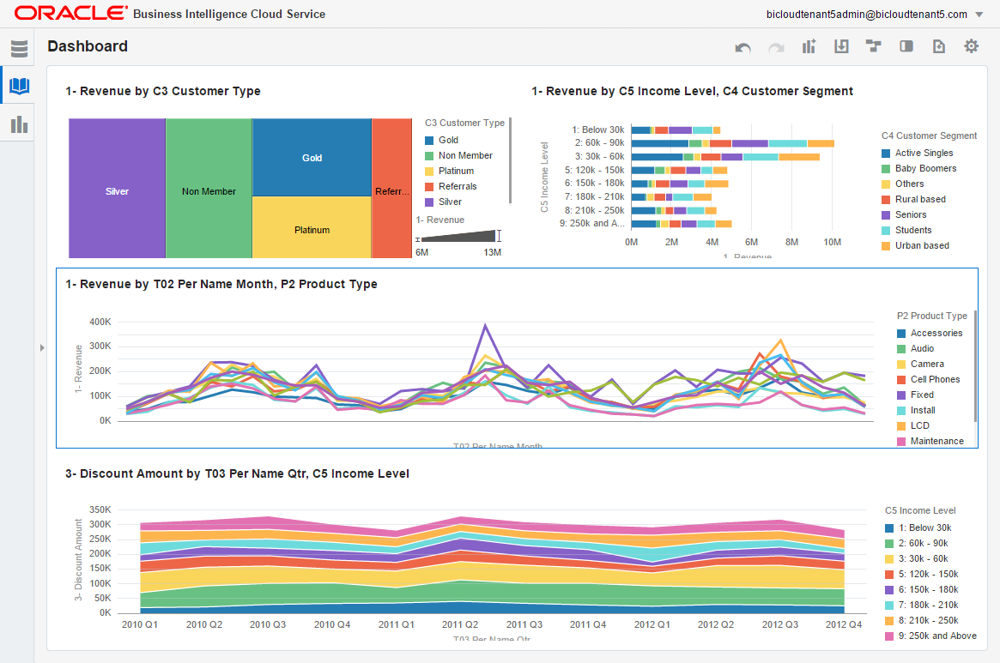 ORACLE® Business Intelligence Cloud Service
bicloudtenant5admin@bicloudtenant5.com
Dashboard
1- Revenue by C3 Customer Type
Silver
Non Member
Gold
Platinum
Referr...
C3 Customer Type
Gold
Non Member
Platinum
Referrals
Silver
1- Revenue
6M 13M
1- Revenue by C5 Income Level, C4 Customer Segment
C5 Income Level
1: Below 30k
2: 60k - 90k
3: 30k - 60k
5: 120k - 150k
6: 150k - 180k
7: 180k - 210k
8: 210k - 250k
9: 250k and A...
0M 2M 4M 6M 8M 10M
1- Revenue
C4 Customer Segment
Active Singles
Baby Boomers
Others
Rural based
Seniors
Students
Urban based
1- Revenue by T02 Per Name Month, P2 Product Type
1- Revenue
400K
300K
200K
100K
0K
T02 Per Name Month
P2 Product Type
Accessories
Audio
Camera
Cell Phones
Fixed
Install
LCD
Maintenance
3- Discount Amount by T03 Per Name Qtr, C5 Income Level
3- Discount Amount
350K
300K
250K
200K
150K
100K
50K
0K
2010 Q1 2010 Q2 2010 Q3 2010 Q4 2011 Q1 2011 Q2 2011 Q3 2011 Q4 2012 Q1 2012 Q2 2012 Q3 2012 Q4
T03 Per Name Qtr
C5 Income Level
1: Below 30k
2: 60k - 90k
3: 30k - 60k
5: 120k - 150k
6: 150k - 180k
7: 180k - 210k
8: 210k - 250k
9: 250k and Above